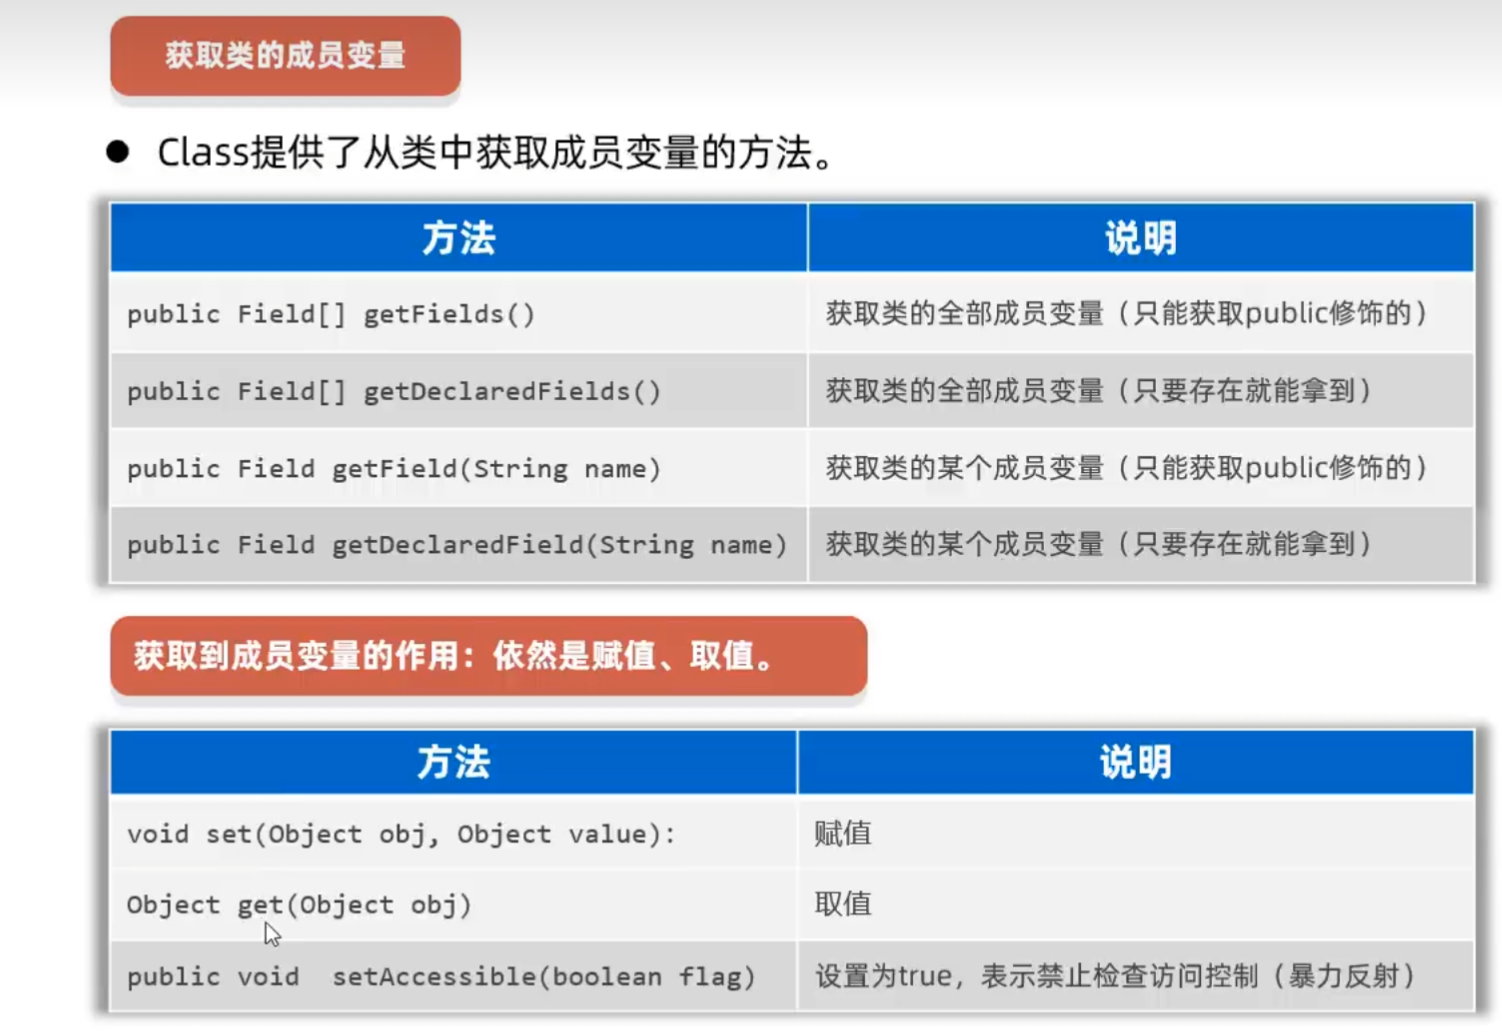 获取类的成员变量
● Class提供了从类中获取成员变量的方法。
方法 说明
public Field[] getFields() 获取类的全部成员变量（只能获取public修饰的）
public Field[] getDeclaredFields() 获取类的全部成员变量（只要存在就能拿到）
public Field getField(String name) 获取类的某个成员变量（只能获取public修饰的）
public Field getDeclaredField(String name) 获取类的某个成员变量（只要存在就能拿到）
获取到成员变量的作用：依然是赋值、取值。
方法 说明
void set(Object obj, Object value): 赋值
Object get(Object obj) 取值
public void setAccessible(boolean flag) 设置为true，表示禁止检查访问控制（暴力反射）